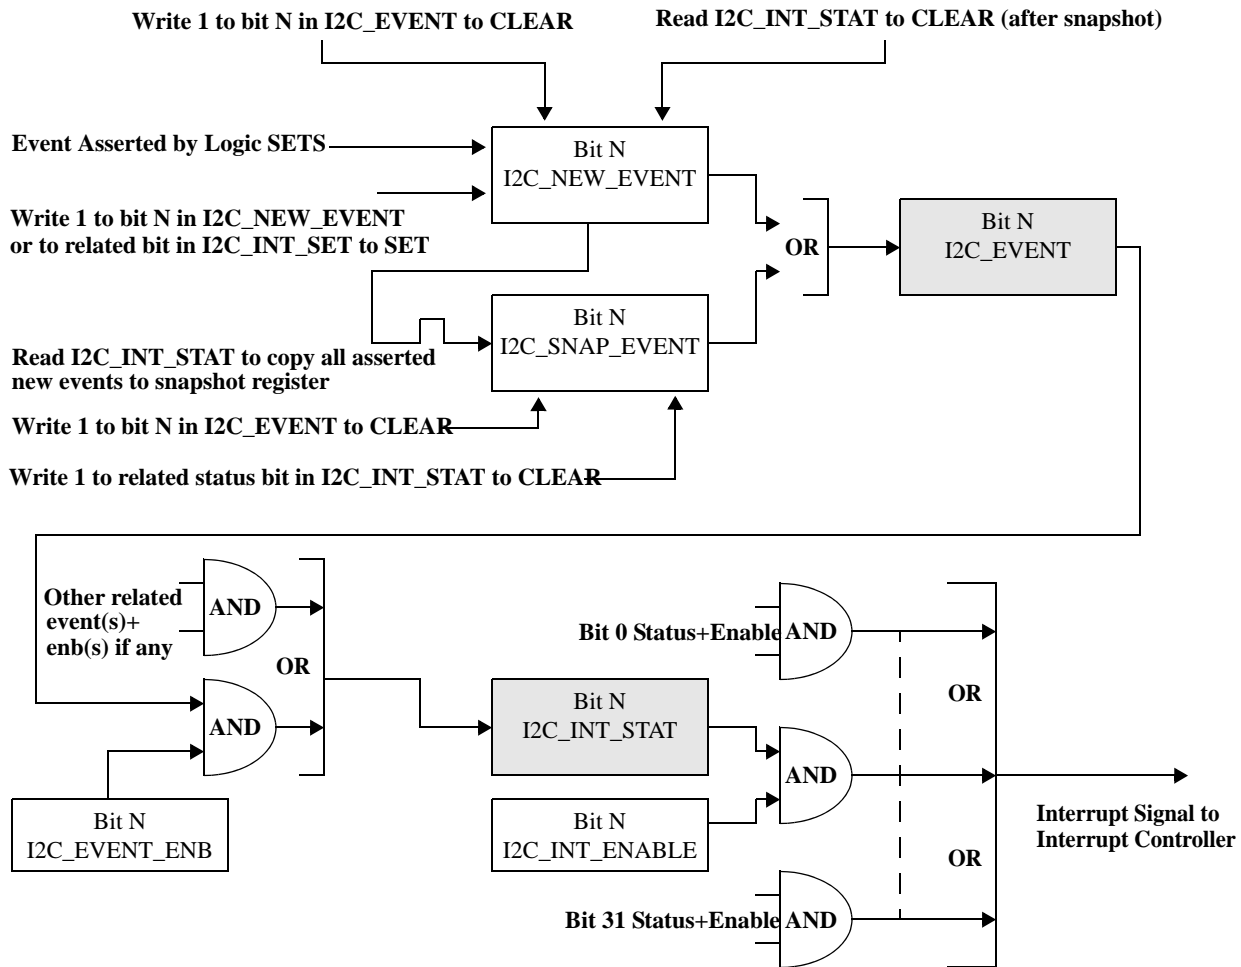 Write 1 to bit N in I2C_EVENT to CLEAR
Read I2C_INT_STAT to CLEAR (after snapshot)
Event Asserted by Logic SETS
Bit N
I2C_NEW_EVENT
Write 1 to bit N in I2C_NEW_EVENT
or to related bit in I2C_INT_SET to SET
OR
Bit N
I2C_EVENT
Bit N
I2C_SNAP_EVENT
Read I2C_INT_STAT to copy all asserted
new events to snapshot register
Write 1 to bit N in I2C_EVENT to CLEAR
Write 1 to related status bit in I2C_INT_STAT to CLEAR
Other related
event(s)+
enb(s) if any
AND
OR
AND
Bit N
I2C_EVENT_ENB
Bit N
I2C_INT_STAT
Bit N
I2C_INT_ENABLE
Bit 0 Status+Enable
AND
OR
AND
OR
Bit 31 Status+Enable
AND
Interrupt Signal to
Interrupt Controller